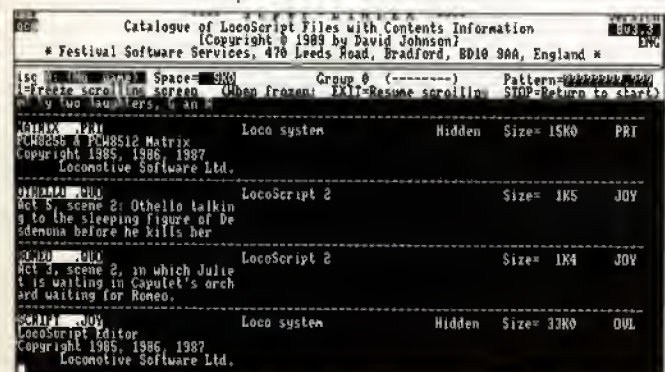 Catalogue of LocoScript Files with Contents Information
[Copyright © 1989 by David Johnson]
* Festival Software Services, 470 Leeds Road, Bradford, BD10 9AA, England *
Space= 5K0 Group 0 (--------) Pattern=????????.???
=Freeze scrolling screen (When frozen: EXIT=Resume scrolling STOP=Return to start)
two
MATRIX .PRI Loco system Hidden Size= 15K0 PRI
PCW8256 & PCW8512 Matrix
Copyright 1985, 1986, 1987
Locomotive Software Ltd.
OTHELLO .QUO LocoScript 2 Size= 1K5 JOY
Act 5, scene 2: Othello talkin
g to the sleeping figure of De
sdemona before he kills her
ROMEO .QUO LocoScript 2 Size= 1K4 JOY
Act 3, scene 2, in which Julie
t is waiting in Capulet's orch
ard waiting for Romeo.
SCRIPT .JOY Loco system Hidden Size= 33K0 OVL
LocoScript Editor
Copyright 1985, 1986, 1987
Locomotive Software Ltd.